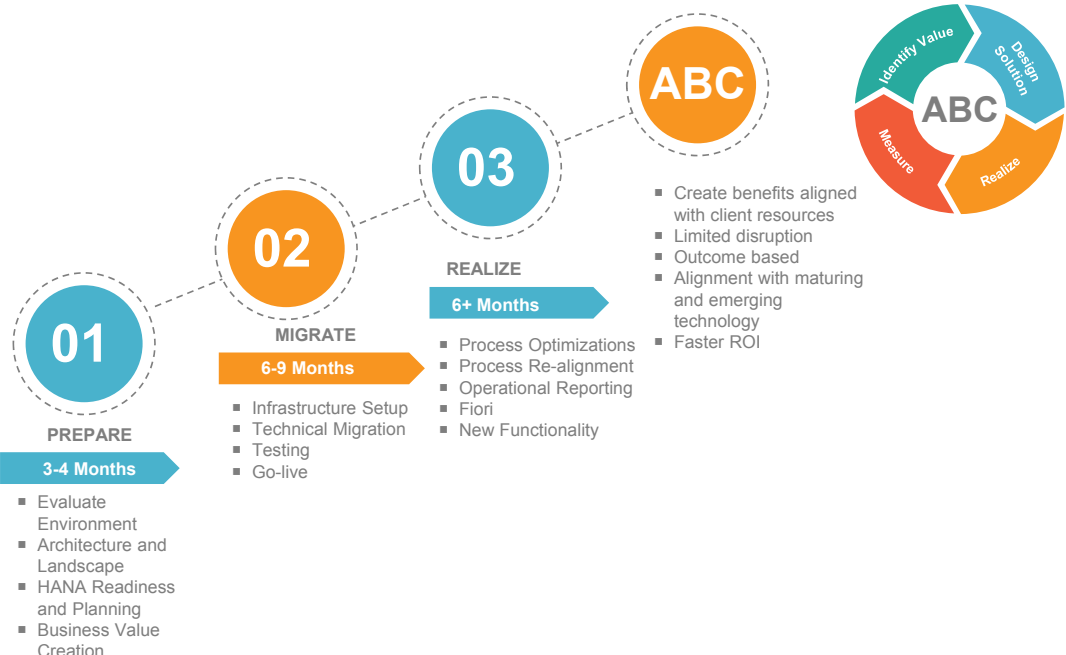 01
PREPARE
3-4 Months
Evaluate
Environment
Architecture and
Landscape
HANA Readiness
and Planning
Business Value
Creation
02
MIGRATE
6-9 Months
Infrastructure Setup
Technical Migration
Testing
Go-live
03
REALIZE
6+ Months
Process Optimizations
Process Re-alignment
Operational Reporting
Fiori
New Functionality
ABC
Create benefits aligned
with client resources
Limited disruption
Outcome based
Alignment with maturing
and emerging
technology
Faster ROI
Identify Value
Design
Solution
Realize
Measure
ABC